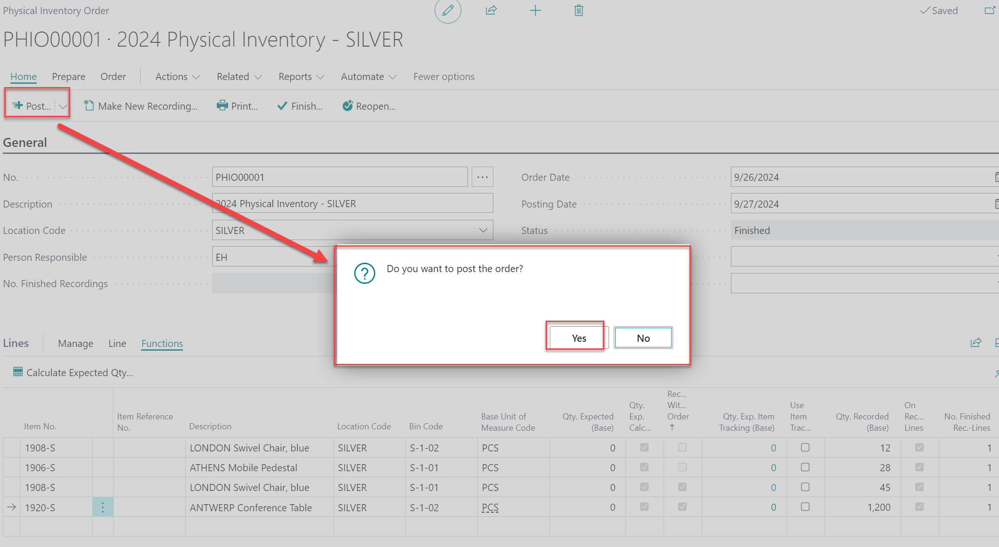 Physical Inventory Order
Saved
PHIO00001 · 2024 Physical Inventory - SILVER
Home Prepare Order Actions Related Reports Automate Fewer options
Post... Make New Recording... Print... Finish... Reopen...
General
No. PHIO00001 ... Order Date 9/26/2024
Description 2024 Physical Inventory - SILVER Posting Date 9/27/2024
Location Code SILVER Status Finished
Person Responsible EH
No. Finished Recordings
Do you want to post the order?
Yes No
Lines Manage Line Functions
Calculate Expected Qty...
Item No. Item Reference No. Description Location Code Bin Code Base Unit of Measure Code Qty. Expected (Base) Qty. Exp. Calc... Rec... Wit... Order ↑ Qty. Exp. Item Tracking (Base) Use Item Trac... Qty. Recorded (Base) On Rec... Lines No. Finished Rec.-Lines
1908-S LONDON Swivel Chair, blue SILVER S-1-02 PCS 0 0 12 1
1906-S ATHENS Mobile Pedestal SILVER S-1-01 PCS 0 0 28 1
1908-S LONDON Swivel Chair, blue SILVER S-1-01 PCS 0 0 45 1
1920-S ANTWERP Conference Table SILVER S-1-02 PCS 0 0 1,200 1